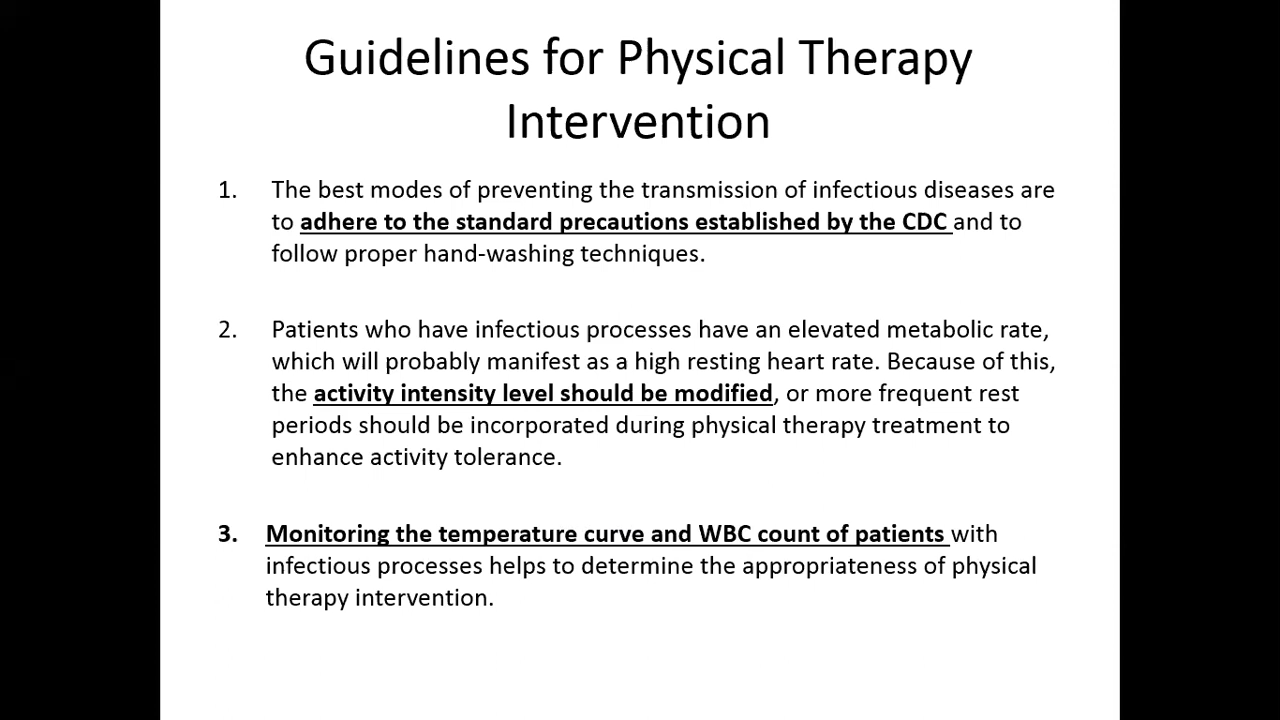 Guidelines for Physical Therapy
Intervention
1. The best modes of preventing the transmission of infectious diseases are
to adhere to the standard precautions established by the CDC and to
follow proper hand-washing techniques.
2. Patients who have infectious processes have an elevated metabolic rate,
which will probably manifest as a high resting heart rate. Because of this,
the activity intensity level should be modified, or more frequent rest
periods should be incorporated during physical therapy treatment to
enhance activity tolerance.
3. Monitoring the temperature curve and WBC count of patients with
infectious processes helps to determine the appropriateness of physical
therapy intervention.